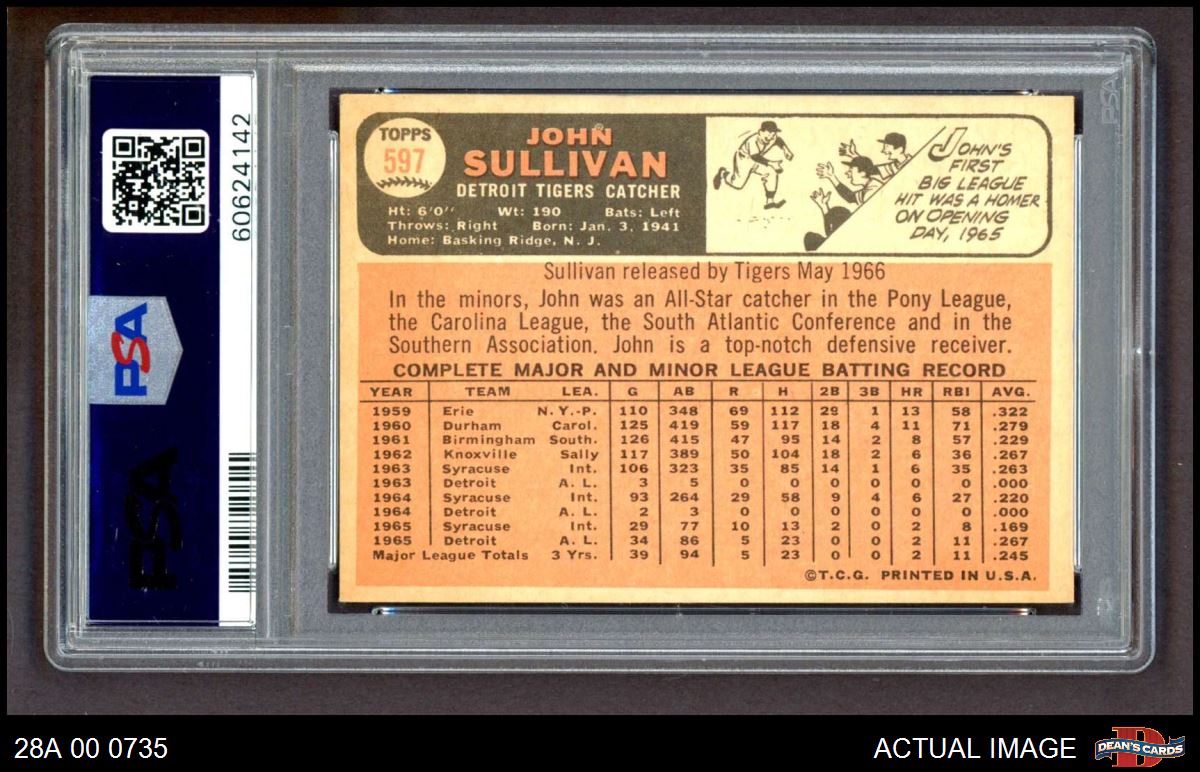 60624142
PSA
PSA
PSA
TOPPS
597
JOHN
SULLIVAN
DETROIT TIGERS CATCHER
Ht: 6'0" Wt: 190 Bats: Left
Throws: Right Born: Jan. 3, 1941
Home: Basking Ridge, N. J.
JOHN'S
FIRST
BIG LEAGUE
HIT WAS A HOMER
ON OPENING
DAY, 1965
Sullivan released by Tigers May 1966
In the minors, John was an All-Star catcher in the Pony League,
the Carolina League, the South Atlantic Conference and in the
Southern Association. John is a top-notch defensive receiver.
COMPLETE MAJOR AND MINOR LEAGUE BATTING RECORD
YEAR TEAM LEA. G AB R H 2B 3B HR RBI AVG.
1959 Erie N.Y.-P. 110 348 69 112 29 1 13 58 .322
1960 Durham Carol. 125 419 59 117 18 4 11 71 .279
1961 Birmingham South. 126 415 47 95 14 2 8 57 .229
1962 Knoxville Sally 117 389 50 104 18 2 6 36 .267
1963 Syracuse Int. 106 323 35 85 14 1 6 35 .263
1963 Detroit A. L. 3 5 0 0 0 0 0 0 .000
1964 Syracuse Int. 93 264 29 58 9 4 6 27 .220
1964 Detroit A. L. 2 3 0 0 0 0 0 0 .000
1965 Syracuse Int. 29 77 10 13 2 0 2 8 .169
1965 Detroit A. L. 34 86 5 23 0 0 2 11 .267
Major League Totals 3 Yrs. 39 94 5 23 0 0 2 11 .245
©T.C.G. PRINTED IN U.S.A.
28A 00 0735
ACTUAL IMAGE
DEAN'S CARDS